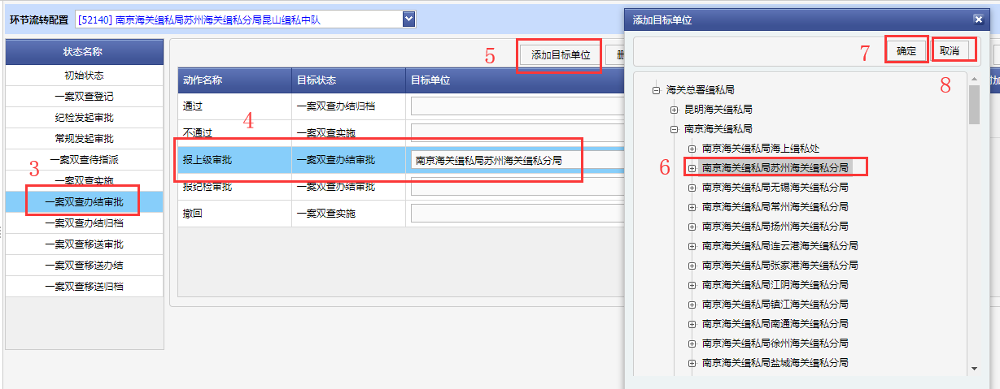 环节流转配置 [52140] 南京海关缉私局苏州海关缉私分局昆山缉私中队
状态名称
初始状态
一案双查登记
纪检发起审批
常规发起审批
一案双查待指派
3
一案双查实施
一案双查办结审批
一案双查办结归档
一案双查移送审批
一案双查移送办结
一案双查移送归档
5 添加目标单位 删
动作名称 目标状态 目标单位
通过 一案双查办结归档
4
不通过 一案双查实施
报上级审批 一案双查办结审批 南京海关缉私局苏州海关缉私分局
报纪检审批 一案双查办结审批
撤回 一案双查实施
添加目标单位
7 确定 取消
8
海关总署缉私局
昆明海关缉私局
南京海关缉私局
南京海关缉私局海上缉私处
6 南京海关缉私局苏州海关缉私分局
南京海关缉私局无锡海关缉私分局
南京海关缉私局常州海关缉私分局
南京海关缉私局扬州海关缉私分局
南京海关缉私局连云港海关缉私分局
南京海关缉私局张家港海关缉私分局
南京海关缉私局江阴海关缉私分局
南京海关缉私局镇江海关缉私分局
南京海关缉私局南通海关缉私分局
南京海关缉私局徐州海关缉私分局
南京海关缉私局盐城海关缉私分局